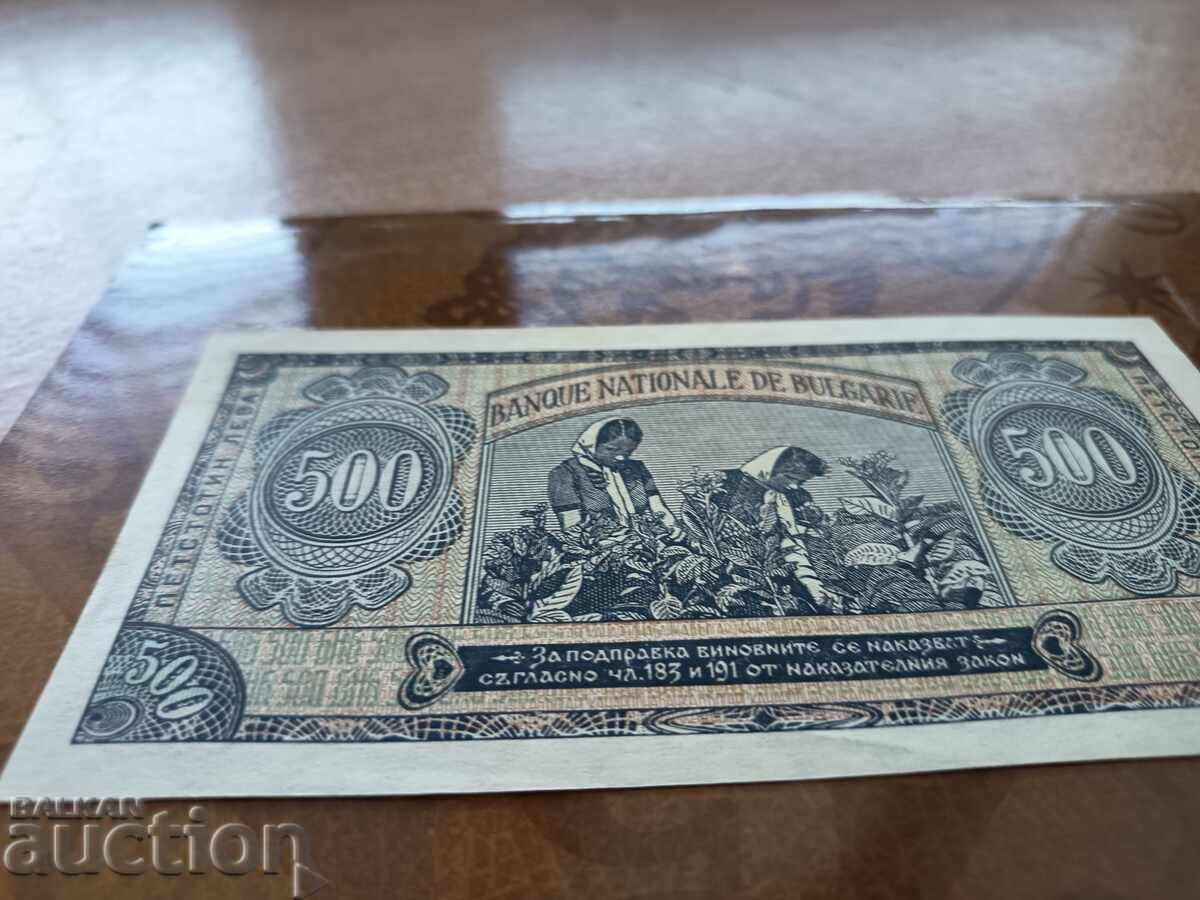 BANQUE NATIONALE DE BULGARIE
500
500
ПЕТСТОТИН ЛЕВА
500
За подправка виновните се наказват
съгласно чл. 183 и 191 от наказателния закон
BALKAN
auction